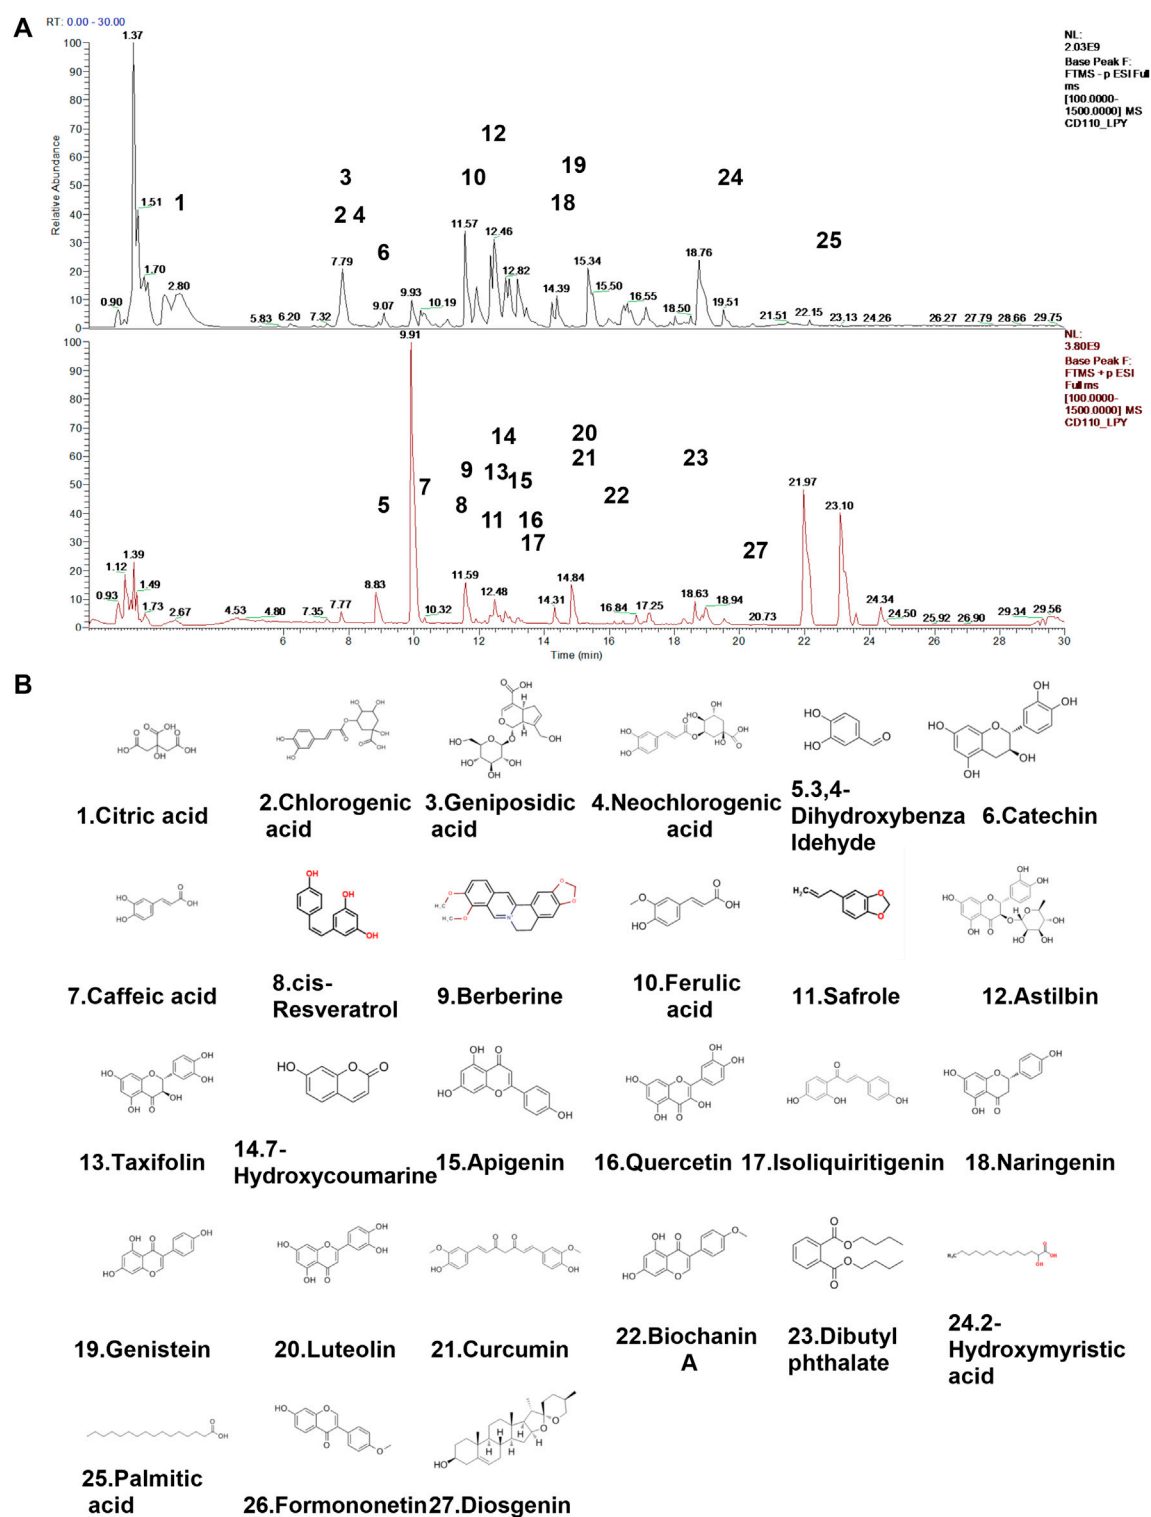 A
RT: 0.00 - 30.00
NL:
2.03E9
Base Peak F:
FTMS - p ESI Full
ms
[100.0000-
1500.0000] MS
CD110_LPY
Relative Abundance
100
90
80
70
60
50
40
30
20
10
0
1.37
1.51
1.70
2.80
0.90
5.83
6.20
7.32
7.79
9.07
9.93
10.19
11.57
12.46
12.82
14.39
15.34
15.50
16.55
18.50
18.76
19.51
21.51
22.15
23.13
24.26
26.27
27.79
28.66
29.75
1
3
2 4
6
12
10
19
18
24
25
NL:
3.80E9
Base Peak F:
FTMS + p ESI
Full ms
[100.0000-
1500.0000] MS
CD110_LPY
100
90
80
70
60
50
40
30
20
10
0
0.93
1.12
1.39
1.49
1.73
2.67
4.53
4.80
7.35
7.77
8.83
9.91
10.32
11.59
12.48
14.31
14.84
16.84
17.25
18.63
18.94
20.73
21.97
23.10
24.34
24.50
25.92
26.90
29.34
29.56
5
7
9
8
14
13
15
11
16
17
20
21
22
23
27
6
8
10
12
14
16
18
20
22
24
26
28
30
Time (min)
B
1.Citric acid
2.Chlorogenic
acid
3.Geniposidic
acid
4.Neochlorogenic
acid
5.3,4-
Dihydroxybenza
ldehyde
6.Catechin
7.Caffeic acid
8.cis-
Resveratrol
9.Berberine
10.Ferulic
acid
11.Safrole
12.Astilbin
13.Taxifolin
14.7-
Hydroxycoumarine
15.Apigenin
16.Quercetin
17.Isoliquiritigenin
18.Naringenin
19.Genistein
20.Luteolin
21.Curcumin
22.Biochanin
A
23.Dibutyl
phthalate
24.2-
Hydroxymyristic
acid
25.Palmitic
acid
26.Formononetin
27.Diosgenin